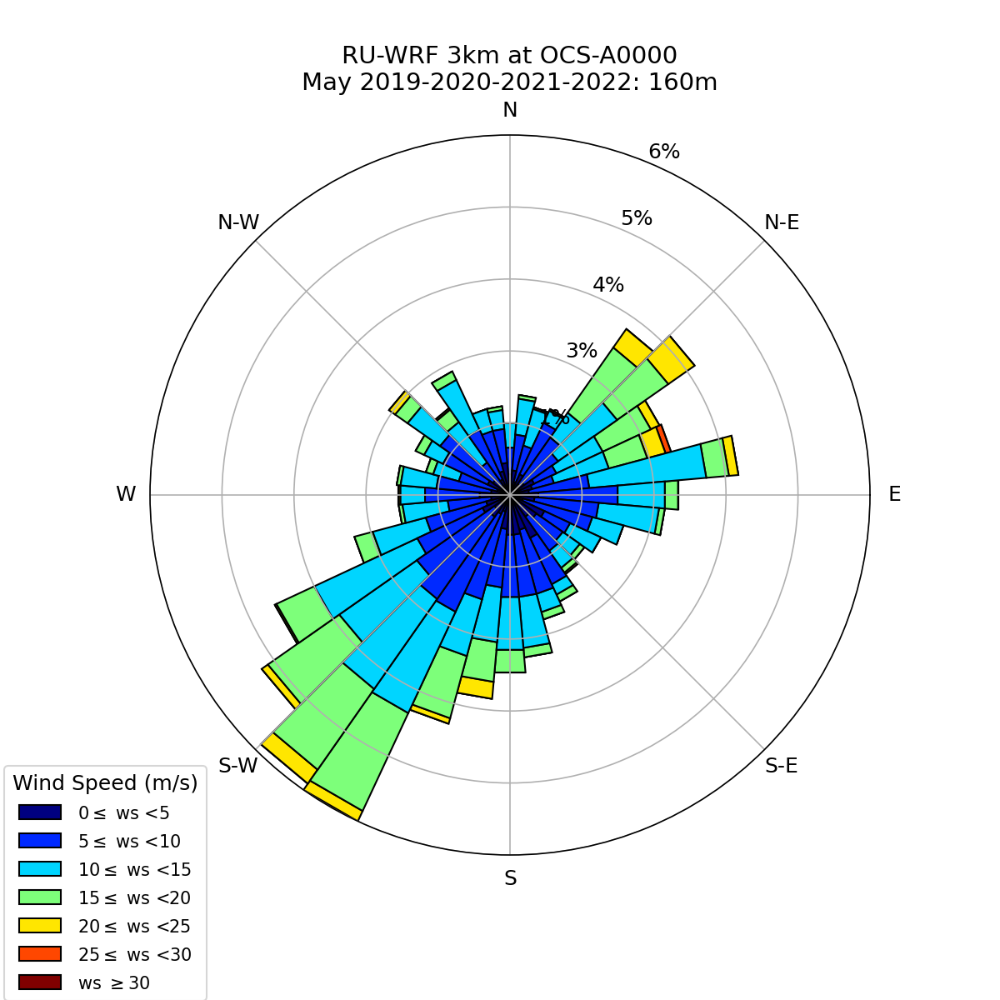 RU-WRF 3km at OCS-A0000
May 2019-2020-2021-2022: 160m
N
6%
5%
N-W
N-E
4%
3%
1%
W
E
S-W
S-E
S
Wind Speed (m/s)
0 ≤ ws <5
5 ≤ ws <10
10 ≤ ws <15
15 ≤ ws <20
20 ≤ ws <25
25 ≤ ws <30
ws ≥ 30